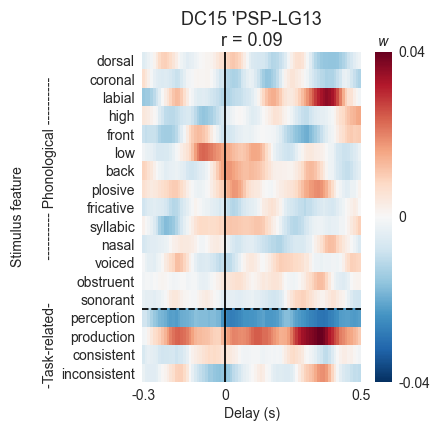 DC15 'PSP-LG13
r = 0.09
w
Stimulus feature
----------- Phonological -----------
-Task-related-
dorsal
coronal
labial
high
front
low
back
plosive
fricative
syllabic
nasal
voiced
obstruent
sonorant
perception
production
consistent
inconsistent
0.04
0
-0.04
-0.3
0
0.5
Delay (s)